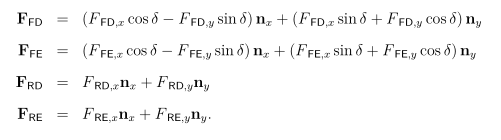 F_FD = (F_FD,x cos δ − F_FD,y sin δ) n_x + (F_FD,x sin δ + F_FD,y cos δ) n_y
F_FE = (F_FE,x cos δ − F_FE,y sin δ) n_x + (F_FE,x sin δ + F_FE,y cos δ) n_y
F_RD = F_RD,x n_x + F_RD,y n_y
F_RE = F_RE,x n_x + F_RE,y n_y.